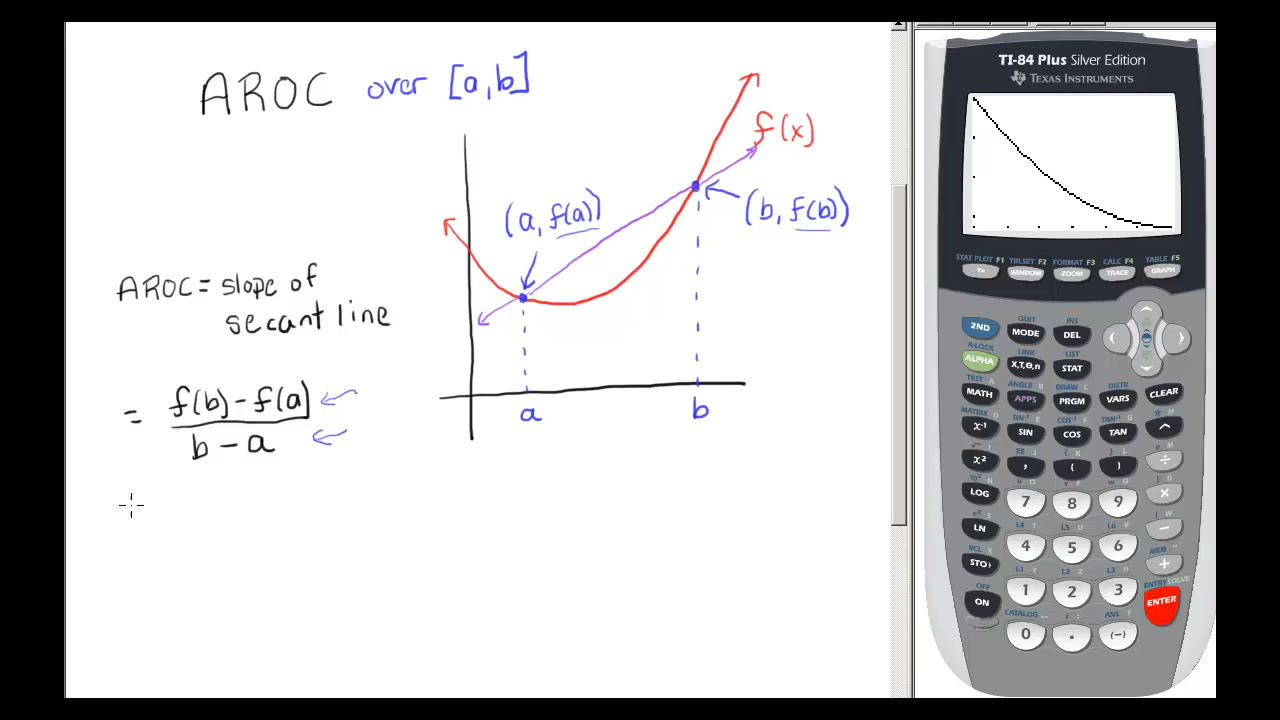 AROC over [a,b]
f(x)
(a, f(a))
(b, f(b))
AROC = slope of
secant line
= f(b) - f(a)
b - a
a
b
TI-84 Plus Silver Edition
TEXAS INSTRUMENTS
STAT PLOT F1 TBLSET F2 FORMAT F3 CALC F4 TABLE F5
Y= WINDOW ZOOM TRACE GRAPH
QUIT INS
2ND MODE DEL
A-LOCK LINK LIST
ALPHA X,T,Θ,n STAT
TEST A ANGLE B DRAW C DISTR
MATH APPS PRGM VARS CLEAR
MATRIX D SIN⁻¹ E COS⁻¹ F TAN⁻¹ G π H
x⁻¹ SIN COS TAN ^
√ I EE J { K } L e M
x² , ( ) ÷
10ˣ N u O v P w Q [ R
LOG 7 8 9 ×
eˣ S L4 T L5 U L6 V ] W
LN 4 5 6 −
RCL X L1 Y L2 Z L3 θ MEM "
STO› 1 2 3 +
OFF CATALOG i : ANS ? ENTRY SOLVE
ON 0 . (−) ENTER